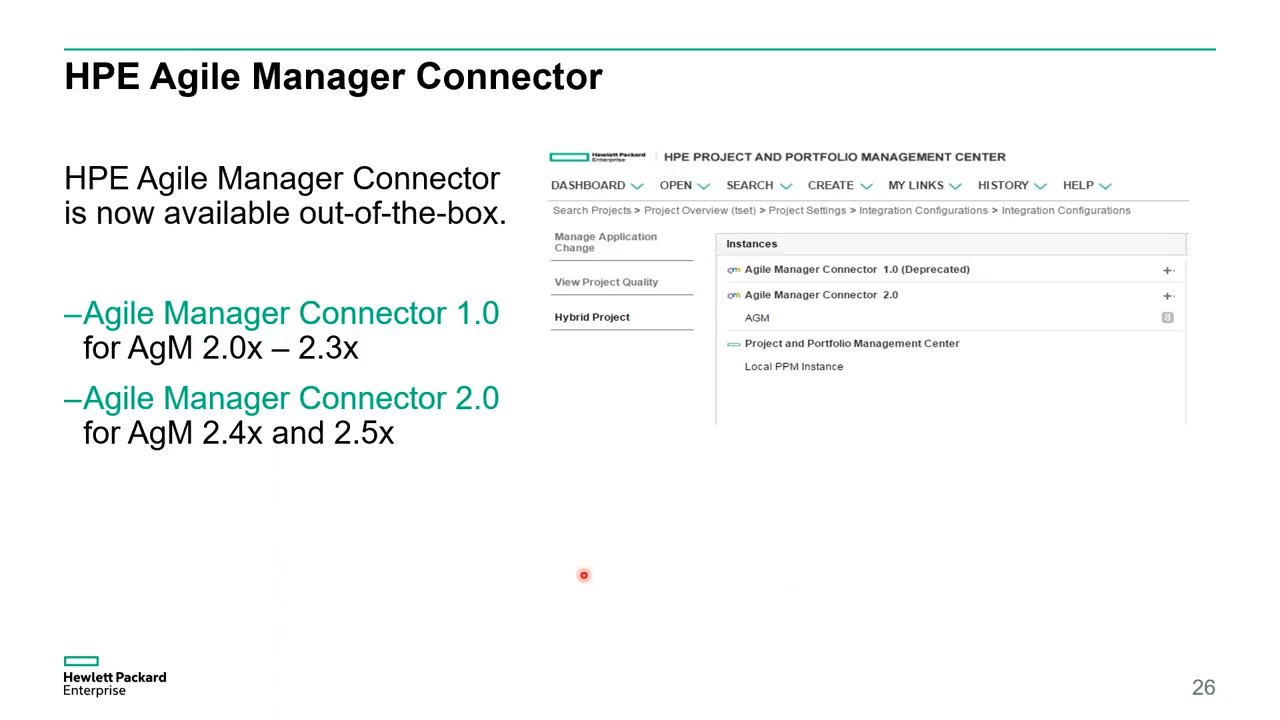 HPE Agile Manager Connector
HPE Agile Manager Connector
is now available out-of-the-box.
–Agile Manager Connector 1.0
for AgM 2.0x – 2.3x
–Agile Manager Connector 2.0
for AgM 2.4x and 2.5x
Hewlett Packard
Enterprise
HPE PROJECT AND PORTFOLIO MANAGEMENT CENTER
DASHBOARD OPEN SEARCH CREATE MY LINKS HISTORY HELP
Search Projects > Project Overview (tset) > Project Settings > Integration Configurations > Integration Configurations
Manage Application
Change
View Project Quality
Hybrid Project
Instances
Agile Manager Connector 1.0 (Deprecated)
Agile Manager Connector 2.0
AGM
Project and Portfolio Management Center
Local PPM Instance
Hewlett Packard
Enterprise
26